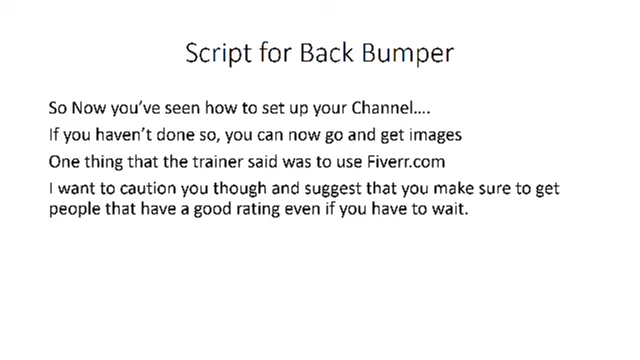 Script for Back Bumper
So Now you've seen how to set up your Channel....
If you haven't done so, you can now go and get images
One thing that the trainer said was to use Fiverr.com
I want to caution you though and suggest that you make sure to get
people that have a good rating even if you have to wait.